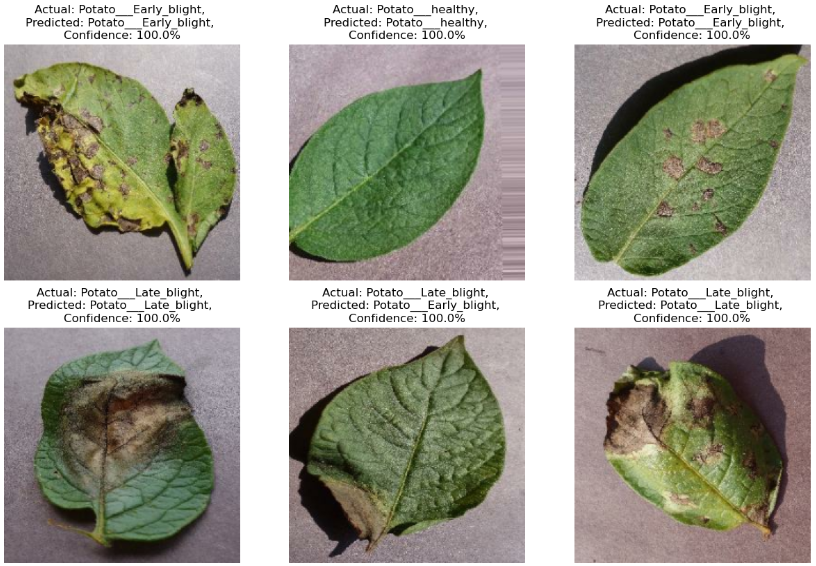 Actual: Potato___Early_blight,
Predicted: Potato___Early_blight,
Confidence: 100.0%
Actual: Potato___healthy,
Predicted: Potato___healthy,
Confidence: 100.0%
Actual: Potato___Early_blight,
Predicted: Potato___Early_blight,
Confidence: 100.0%
Actual: Potato___Late_blight,
Predicted: Potato___Late_blight,
Confidence: 100.0%
Actual: Potato___Late_blight,
Predicted: Potato___Early_blight,
Confidence: 100.0%
Actual: Potato___Late_blight,
Predicted: Potato___Late_blight,
Confidence: 100.0%